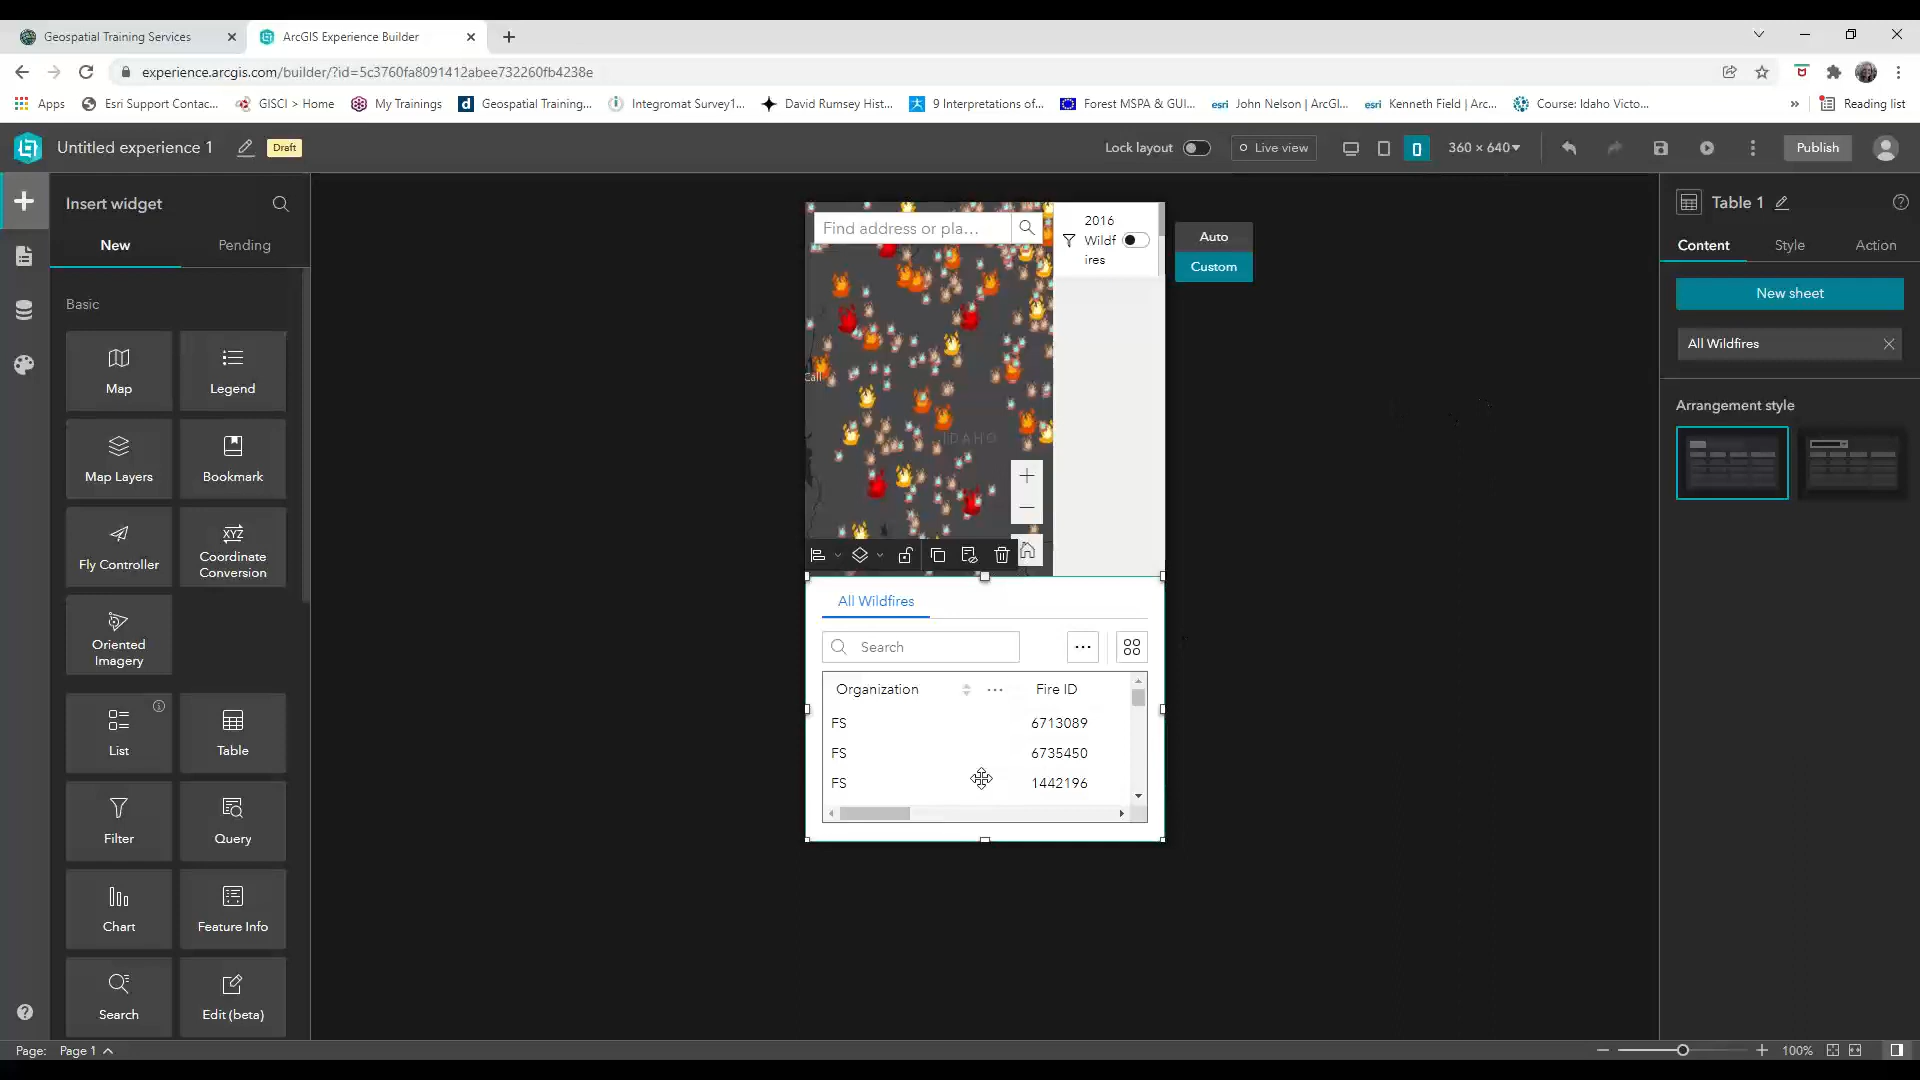 Geospatial Training Services
ArcGIS Experience Builder
experience.arcgis.com/builder/?id=5c3760fa8091412abee732260fb4238e
Apps
Esri Support Contac...
GISCI > Home
My Trainings
Geospatial Training...
Integromat Survey1...
David Rumsey Hist...
9 Interpretations of...
Forest MSPA & GUI...
esri John Nelson | ArcGI...
esri Kenneth Field | Arc...
Course: Idaho Victo...
Reading list
Untitled experience 1
Draft
Lock layout
Live view
360 × 640
Publish
Insert widget
New
Pending
Basic
Map
Legend
Map Layers
Bookmark
Fly Controller
XYZ
Coordinate
Conversion
Oriented
Imagery
List
Table
Filter
Query
Chart
Feature Info
Search
Edit (beta)
Find address or pla...
2016
Wildf
ires
Auto
Custom
Call
IDAHO
All Wildfires
Search
Organization
Fire ID
FS 6713089
FS 6735450
FS 1442196
Table 1
Content
Style
Action
New sheet
All Wildfires
Arrangement style
Page: Page 1
100%